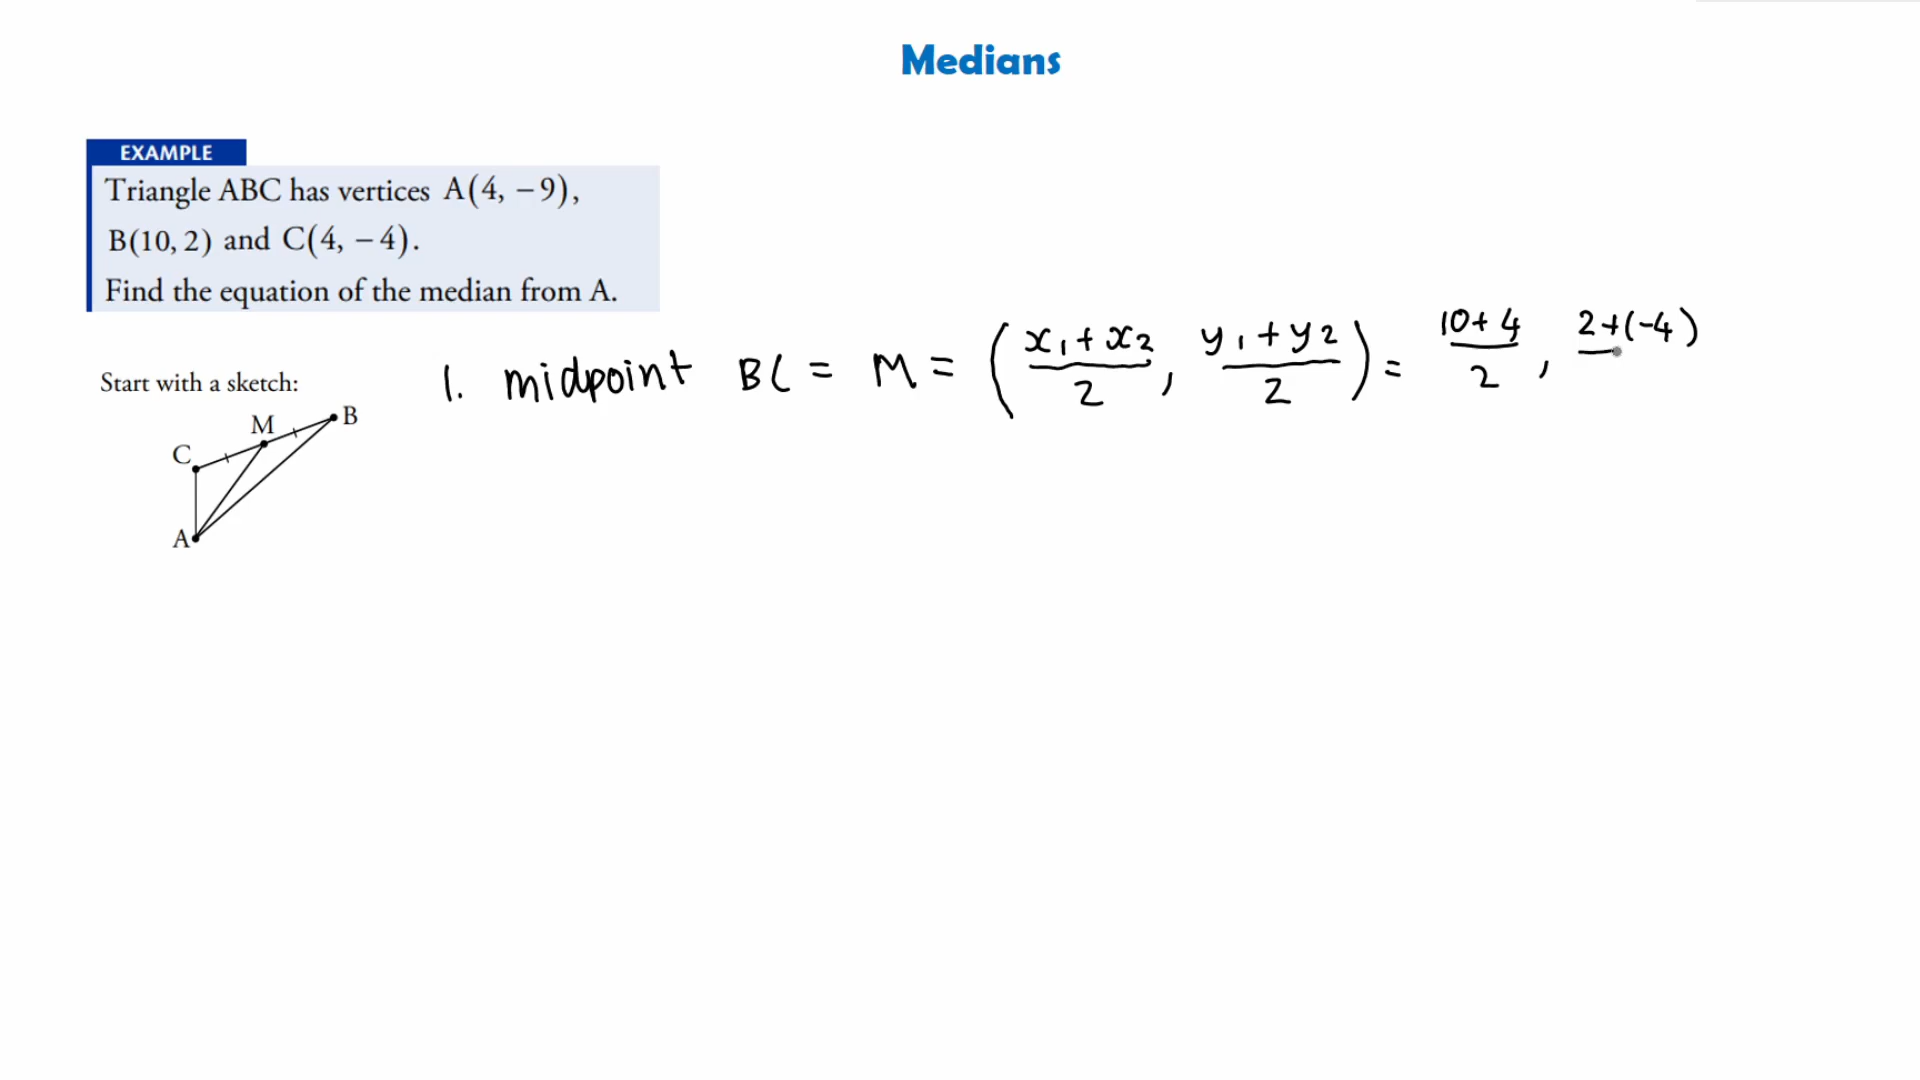 Medians
EXAMPLE
Triangle ABC has vertices A(4, −9),
B(10, 2) and C(4, −4).
Find the equation of the median from A.
Start with a sketch:
M
B
C
A
1. midpoint BC = M = ( x₁+x₂/2 , y₁+y₂/2 ) = 10+4/2 , 2+(-4)